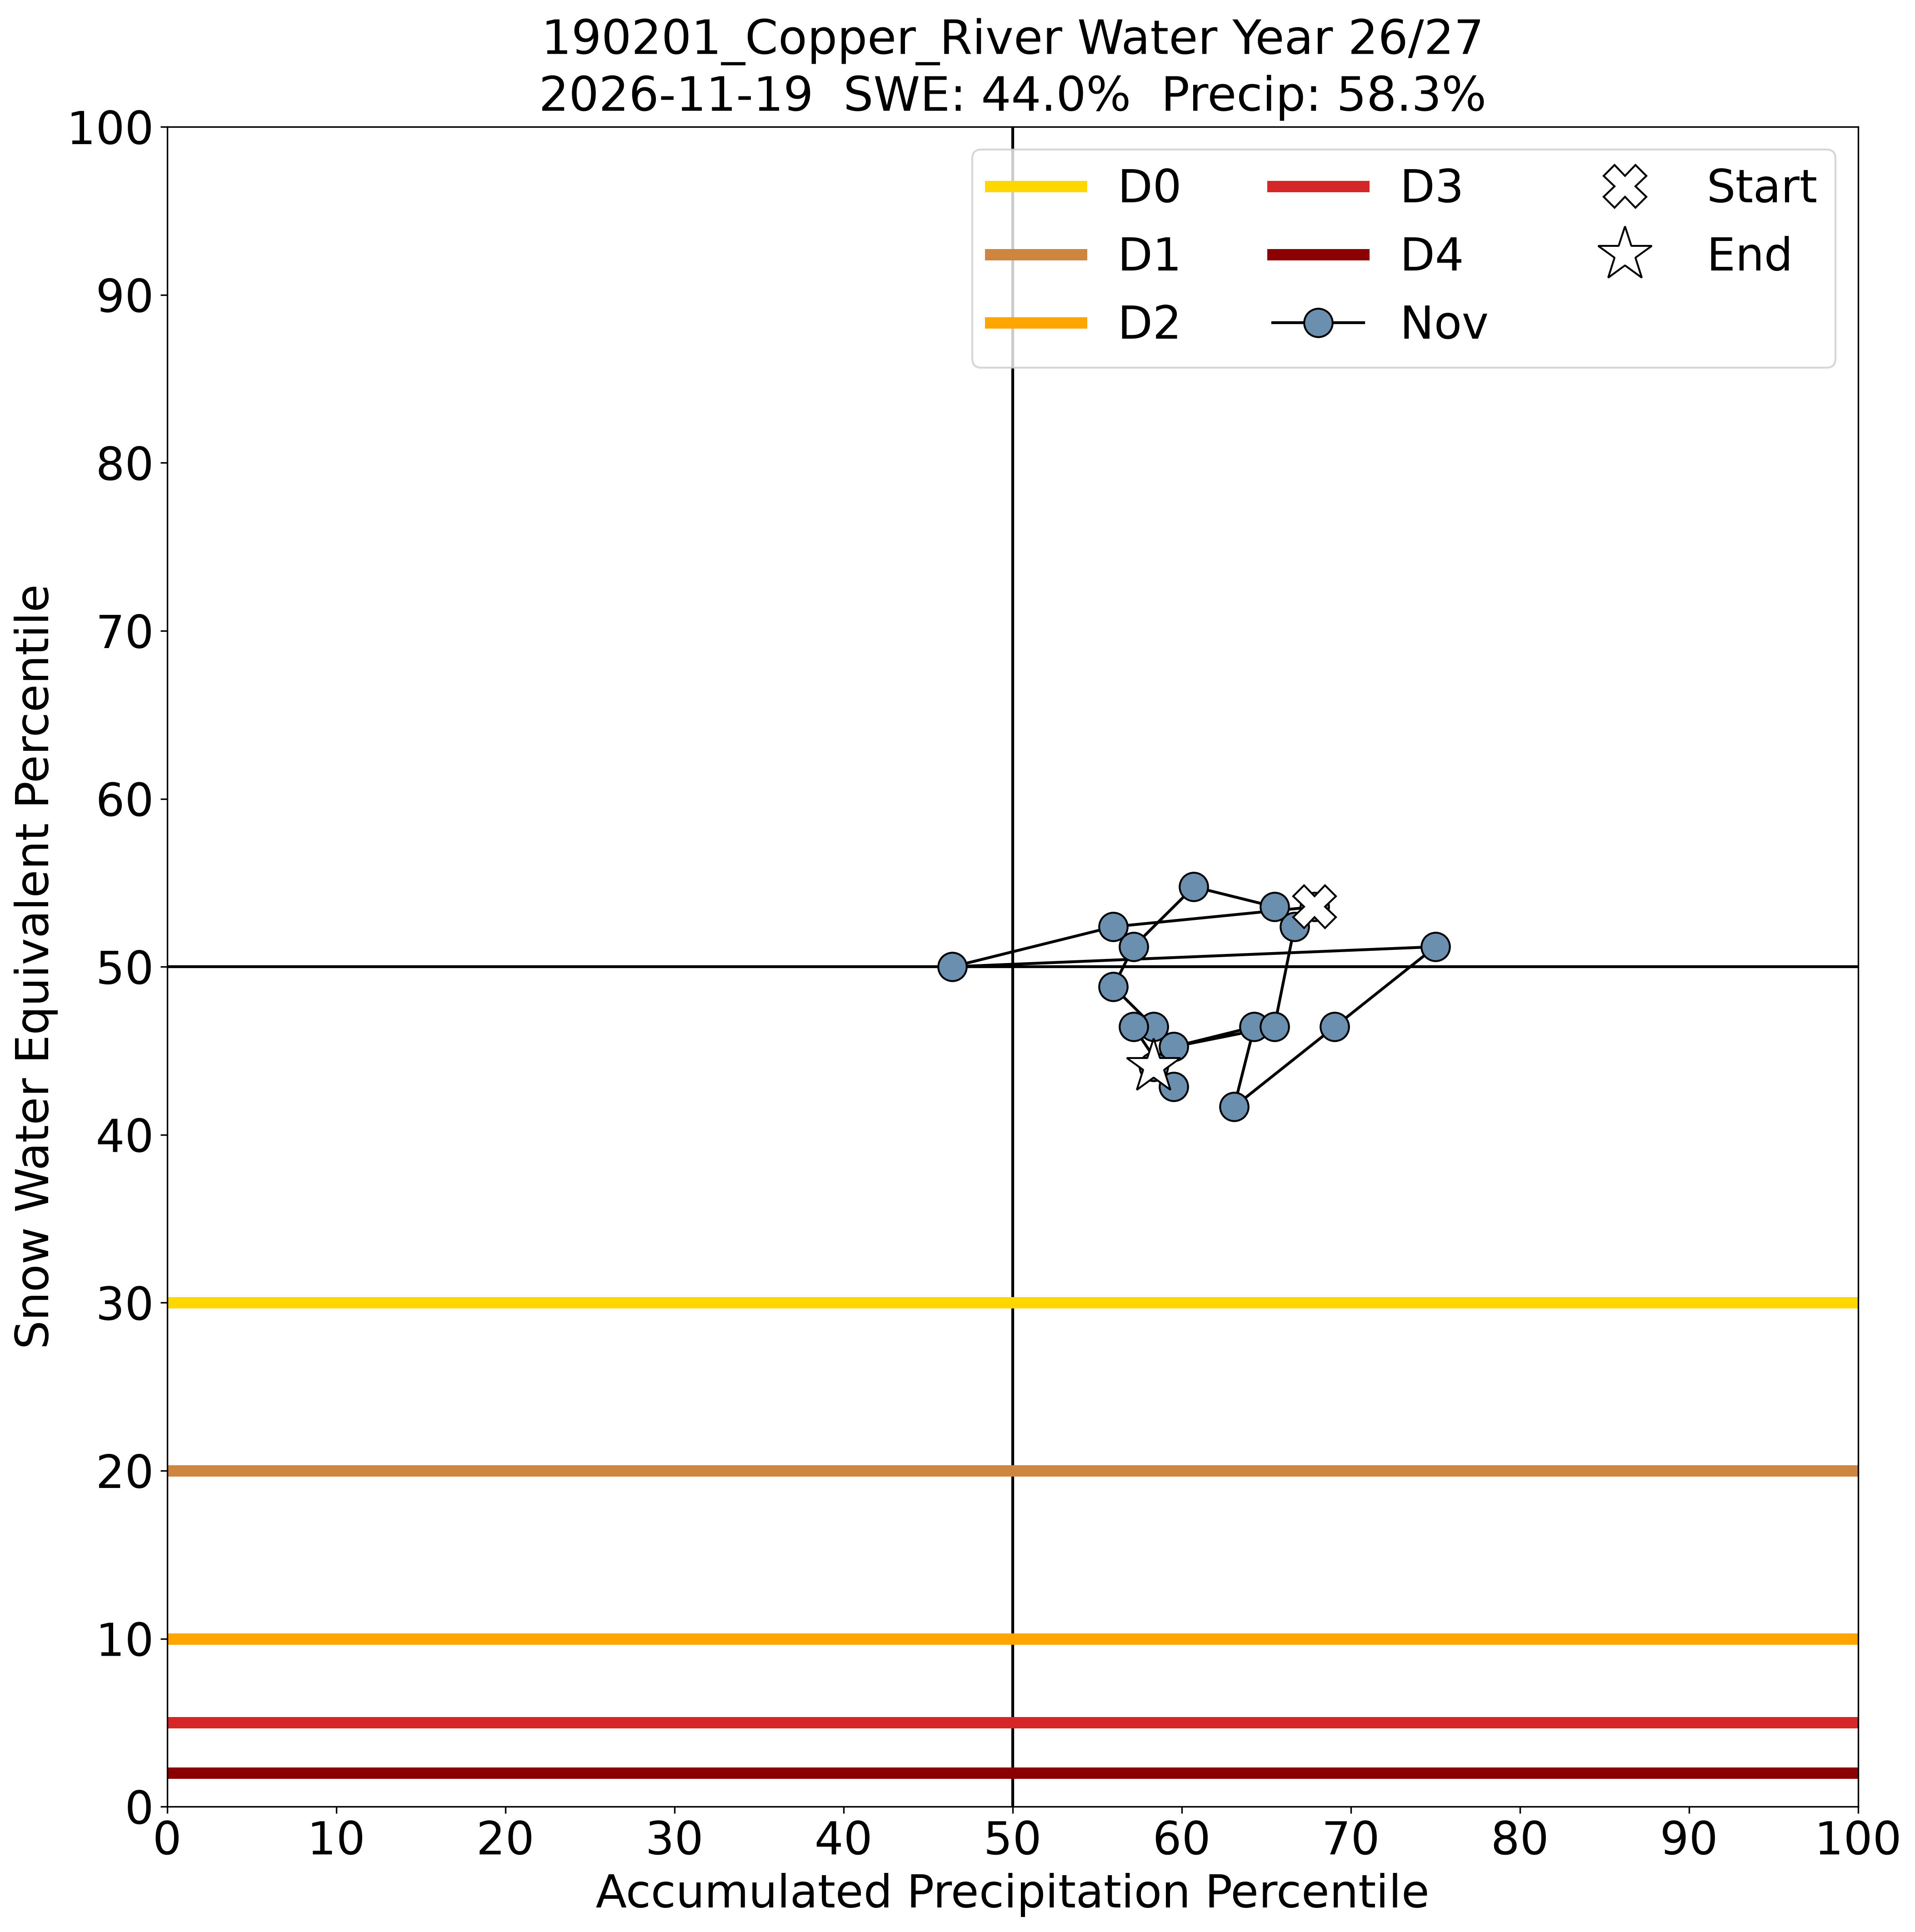 190201_Copper_River Water Year 26/27
2026-11-19 SWE: 44.0% Precip: 58.3%
D0 D3 Start
D1 D4 End
D2 Nov
100
90
80
70
60
50
40
30
20
10
0
Snow Water Equivalent Percentile
0 10 20 30 40 50 60 70 80 90 100
Accumulated Precipitation Percentile